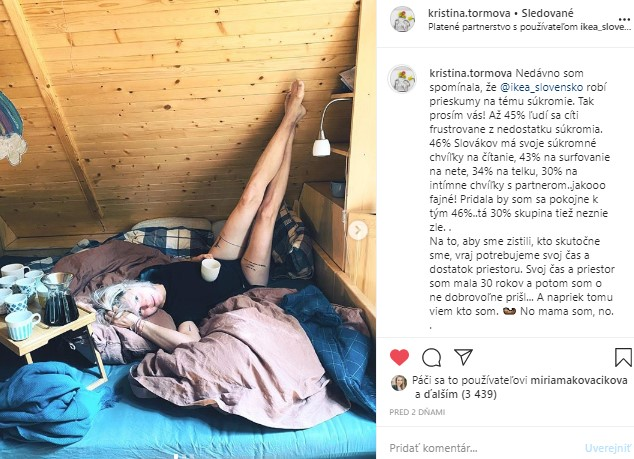 kristina.tormova • Sledované
Platené partnerstvo s používateľom ikea_slove...
kristina.tormova Nedávno som
spomínala, že @ikea_slovensko robí
prieskumy na tému súkromie. Tak
prosím vás! Až 45% ľudí sa cíti
frustrovane z nedostatku súkromia.
46% Slovákov má svoje súkromné
chvíľky na čítanie, 43% na surfovanie
na nete, 34% na telku, 30% na
intímne chvíľky s partnerom..jakooo
fajné! Pridala by som sa pokojne k
tým 46%..tá 30% skupina tiež neznie
zle. .
Na to, aby sme zistili, kto skutočne
sme, vraj potrebujeme svoj čas a
dostatok priestoru. Svoj čas a priestor
som mala 30 rokov a potom som o
ne dobrovoľne prišl... A napriek tomu
viem kto som. No mama som, no.
.
Páči sa to používateľovi miriamakovacikova
a ďalším (3 439)
PRED 2 DŇAMI
Pridať komentár...
Uverejniť